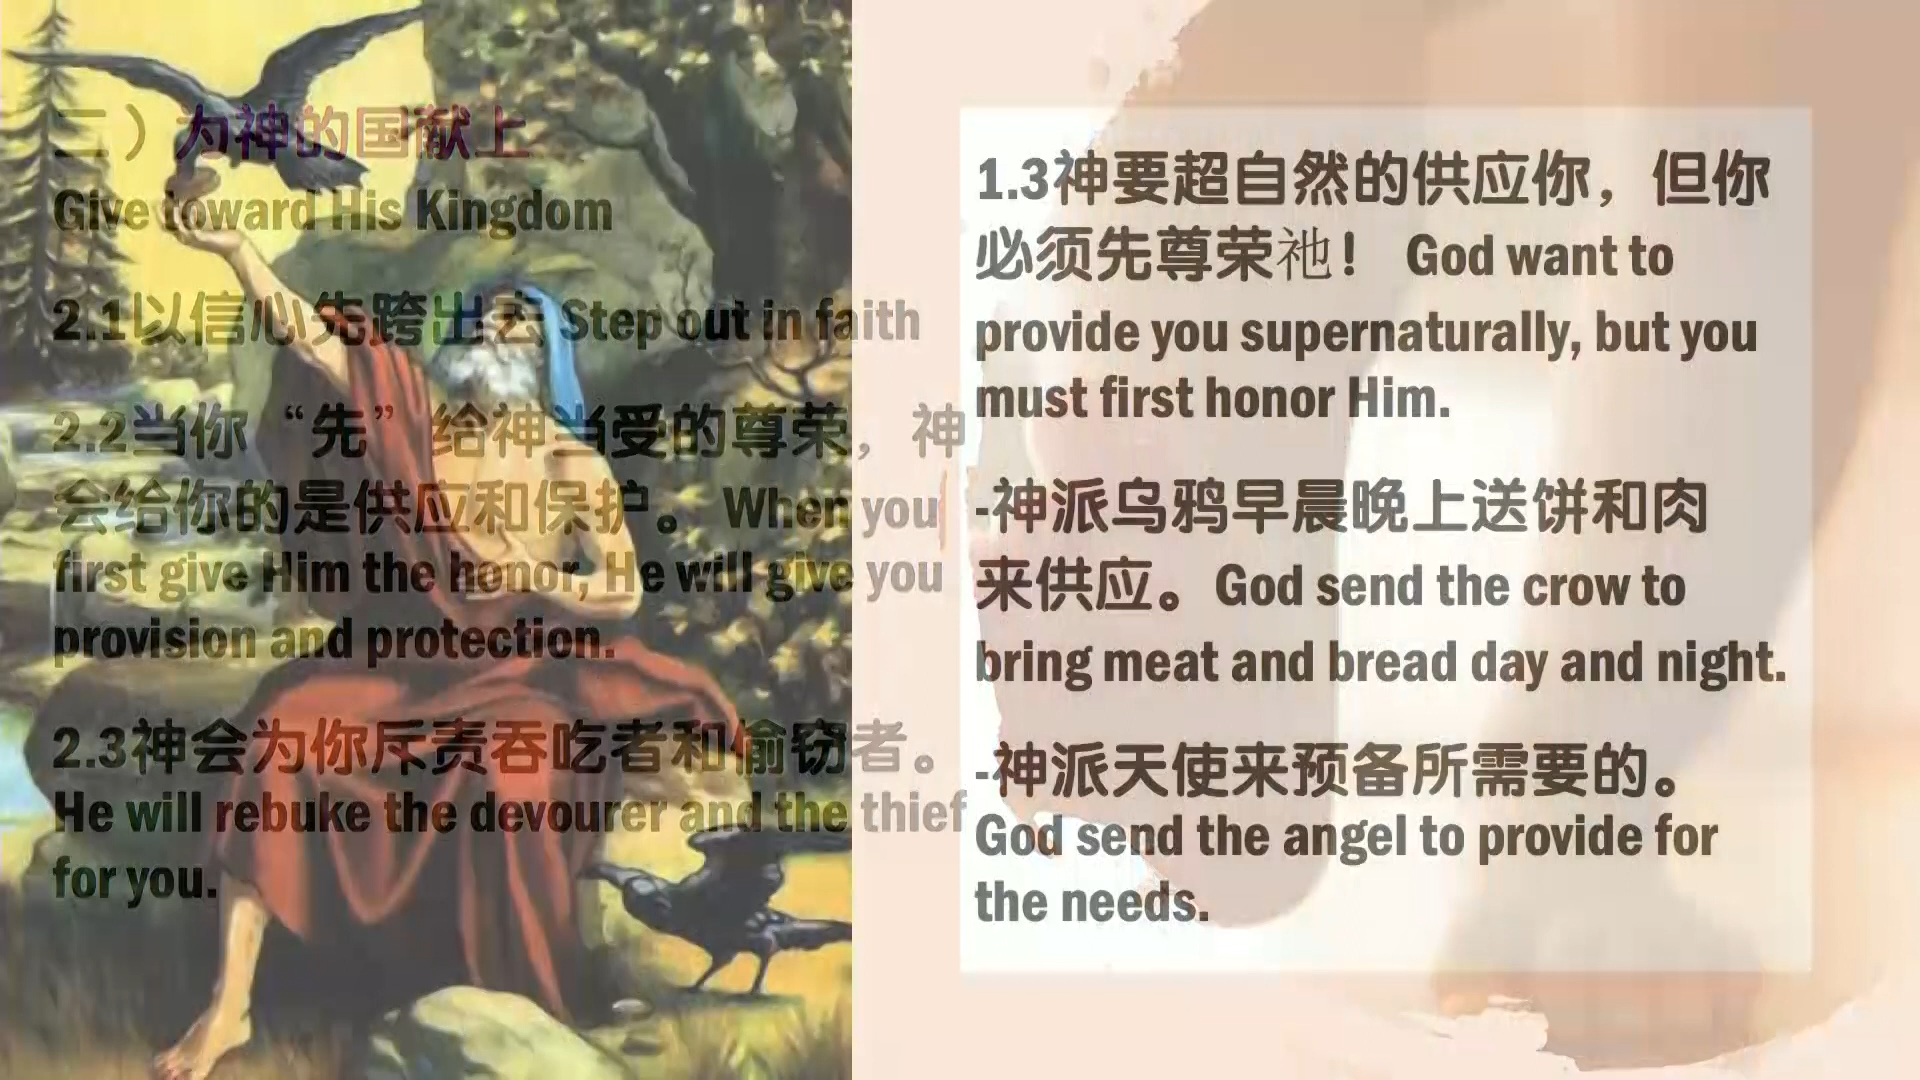 二）为神的国献上
Give toward His Kingdom
2.1以信心先跨出去 Step out in faith
2.2当你“先”给神当受的尊荣，神
会给你的是供应和保护。 When you
first give Him the honor, He will give you
provision and protection.
2.3神会为你斥责吞吃者和偷窃者。
He will rebuke the devourer and the thief
for you.
1.3神要超自然的供应你，但你
必须先尊荣祂！ God want to
provide you supernaturally, but you
must first honor Him.
-神派乌鸦早晨晚上送饼和肉
来供应。God send the crow to
bring meat and bread day and night.
-神派天使来预备所需要的。
God send the angel to provide for
the needs.